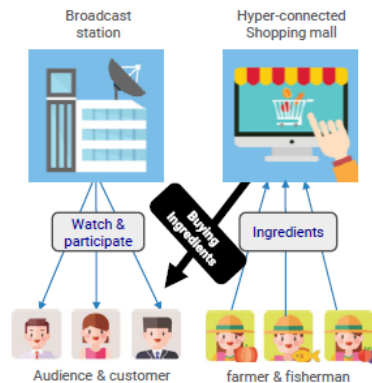 Broadcast
station
Hyper-connected
Shopping mall
Watch &
participate
Buying
Ingredients
Ingredients
Audience & customer
farmer & fisherman